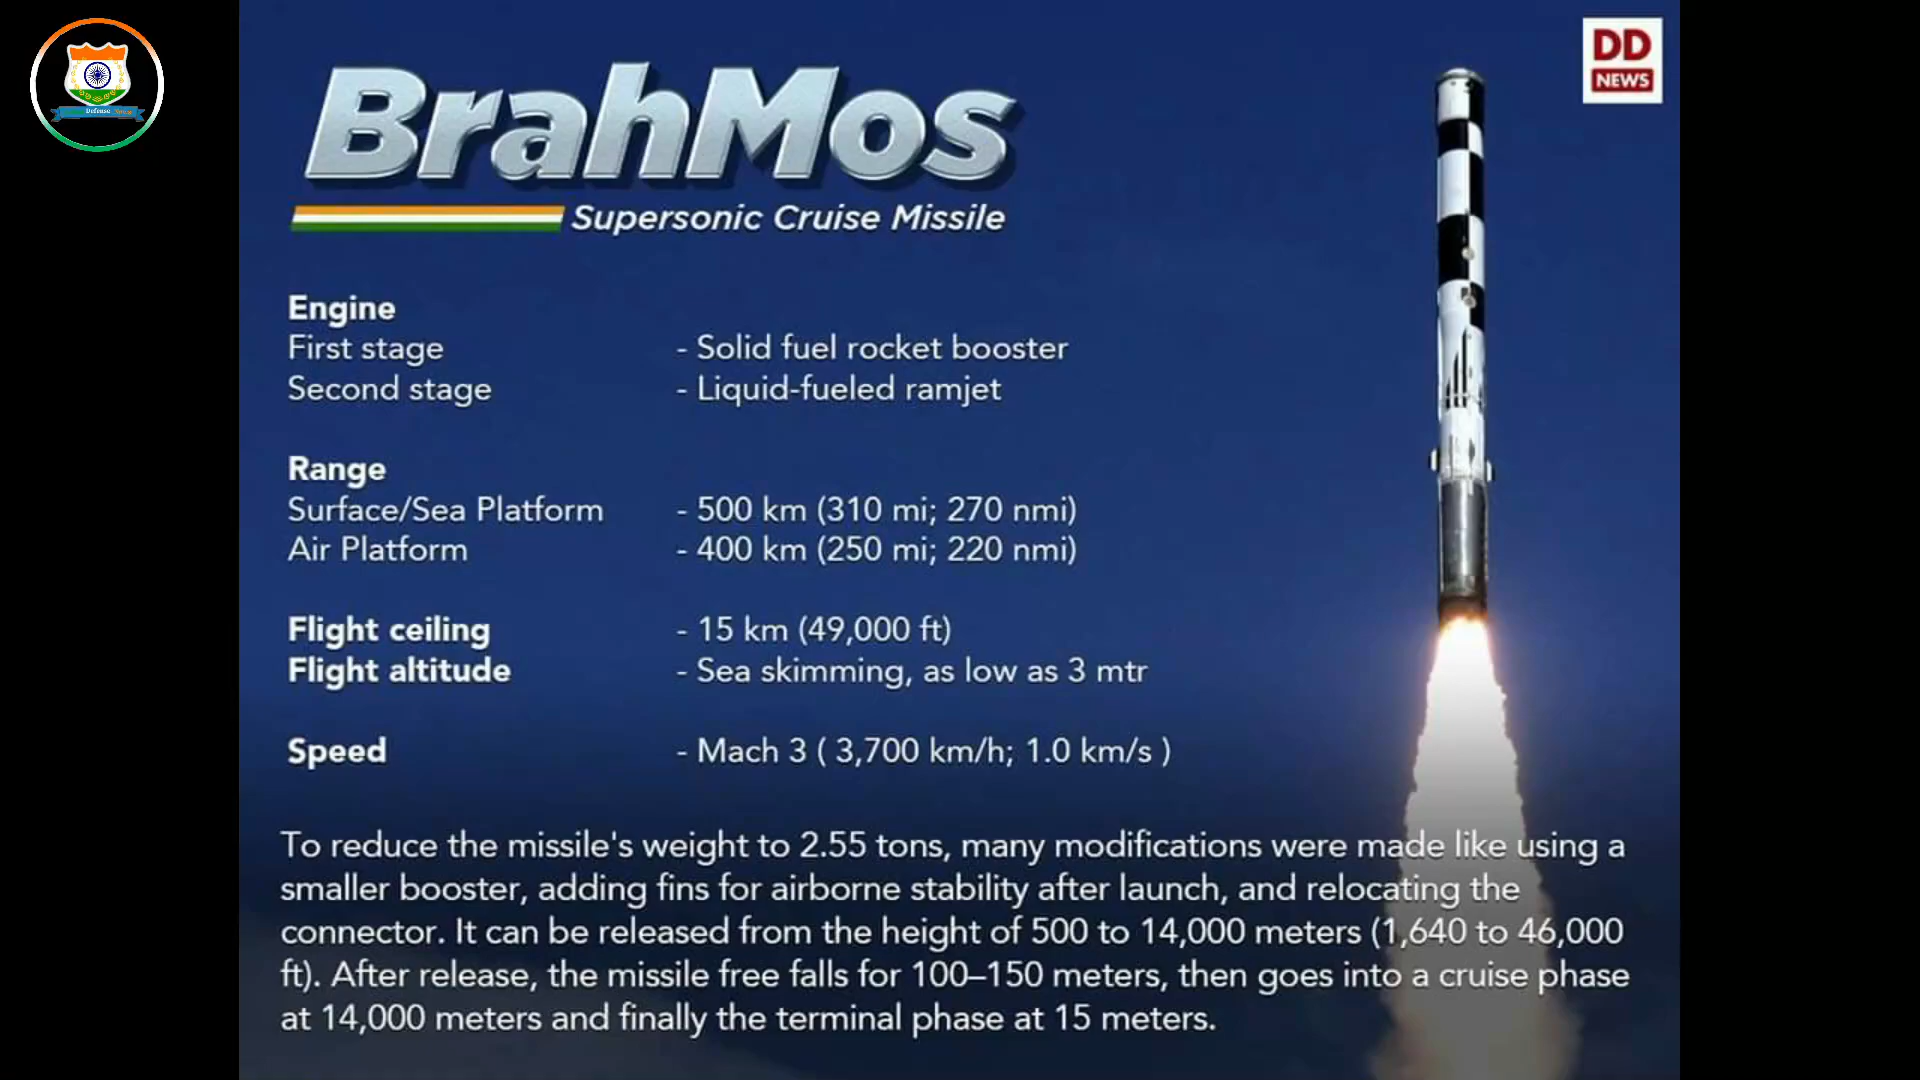 DD
NEWS
BrahMos
Supersonic Cruise Missile
Engine
First stage - Solid fuel rocket booster
Second stage - Liquid-fueled ramjet
Range
Surface/Sea Platform - 500 km (310 mi; 270 nmi)
Air Platform - 400 km (250 mi; 220 nmi)
Flight ceiling - 15 km (49,000 ft)
Flight altitude - Sea skimming, as low as 3 mtr
Speed - Mach 3 ( 3,700 km/h; 1.0 km/s )
To reduce the missile's weight to 2.55 tons, many modifications were made like using a
smaller booster, adding fins for airborne stability after launch, and relocating the
connector. It can be released from the height of 500 to 14,000 meters (1,640 to 46,000
ft). After release, the missile free falls for 100–150 meters, then goes into a cruise phase
at 14,000 meters and finally the terminal phase at 15 meters.
Defense